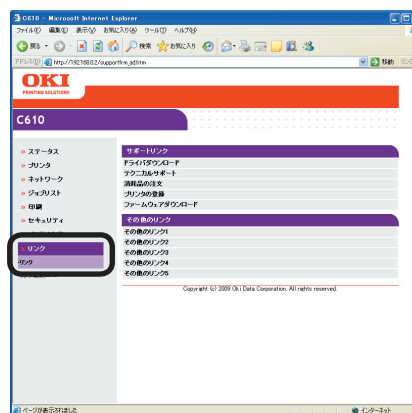 C610 - Microsoft Internet Explorer
ファイル(F) 編集(E) 表示(V) お気に入り(A) ツール(T) ヘルプ(H)
戻る 検索 お気に入り
アドレス(D) http://192.168.0.2/supportfrm_ad.htm 移動
OKI
PRINTING SOLUTIONS
C610
» ステータス
» プリンタ
» ネットワーク
» ジョブリスト
» 印刷
» セキュリティ
リンク
-リンク
サポートリンク
ドライバダウンロード
テクニカルサポート
消耗品の注文
プリンタの登録
ファームウェアダウンロード
その他のリンク
その他のリンク1
その他のリンク2
その他のリンク3
その他のリンク4
その他のリンク5
Copyright (c) 2009 Oki Data Corporation. All rights reserved.
ページが表示されました インターネット